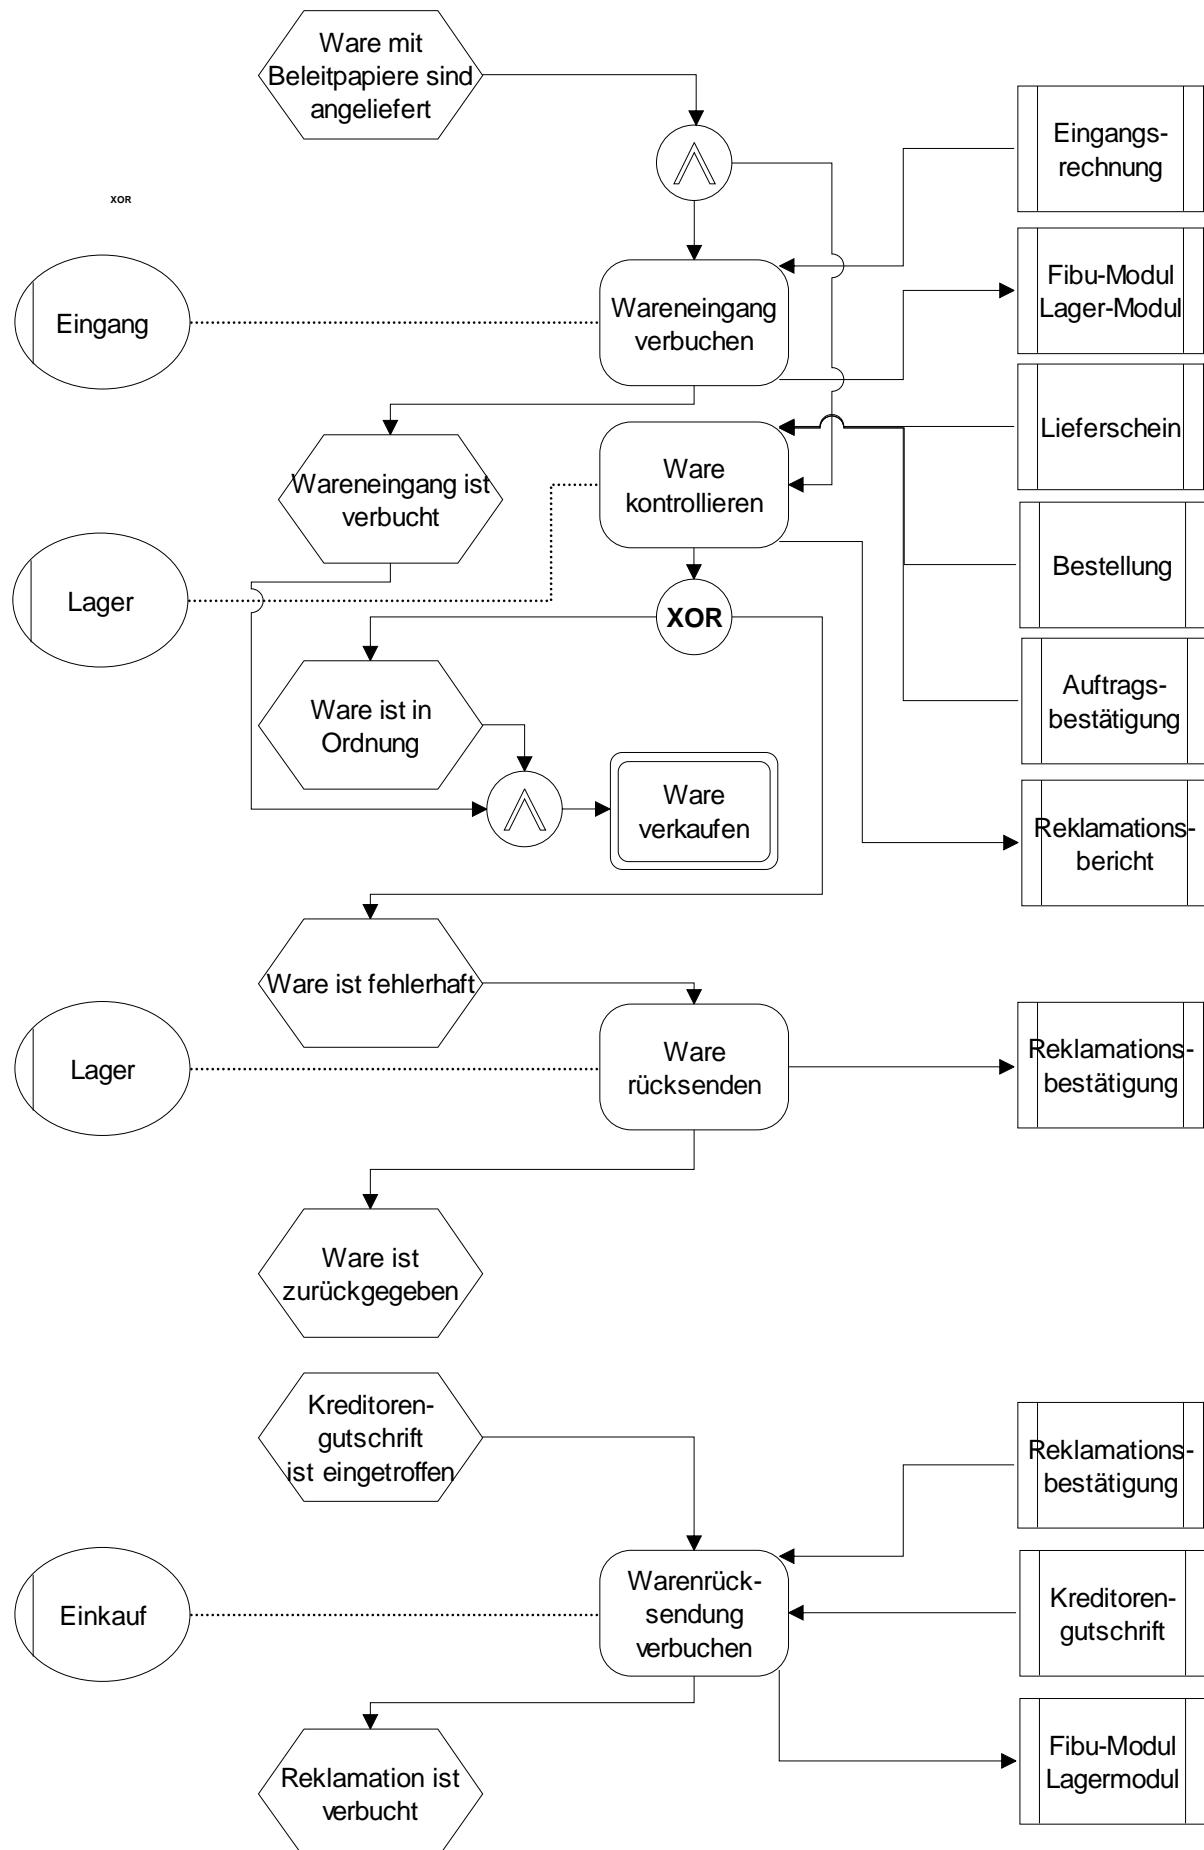 Ware mit
Beleitpapiere sind
angeliefert
Eingangs-
rechnung
XOR
Fibu-Modul
Lager-Modul
Eingang
Wareneingang
verbuchen
Lieferschein
Ware
kontrollieren
Wareneingang ist
verbucht
Bestellung
Lager
XOR
Auftrags-
bestätigung
Ware ist in
Ordnung
Ware
verkaufen
Reklamations-
bericht
Ware ist fehlerhaft
Lager
Ware
rücksenden
Reklamations-
bestätigung
Ware ist
zurückgegeben
Kreditoren-
gutschrift
ist eingetroffen
Reklamations-
bestätigung
Einkauf
Warenrück-
sendung
verbuchen
Kreditoren-
gutschrift
Fibu-Modul
Lagermodul
Reklamation ist
verbucht